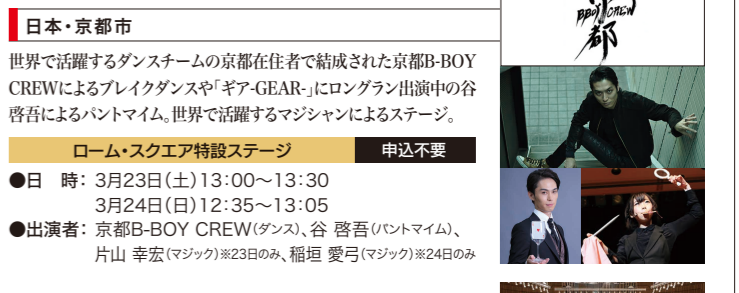 日本・京都市
世界で活躍するダンスチームの京都在住者で結成された京都B-BOY
CREWによるブレイクダンスや「ギア-GEAR-」にロングラン出演中の谷
啓吾によるパントマイム。世界で活躍するマジシャンによるステージ。
ローム・スクエア特設ステージ 申込不要
●日　時： 3月23日（土）13：00〜13：30
3月24日（日）12：35〜13：05
●出演者： 京都B-BOY CREW（ダンス）、谷 啓吾（パントマイム）、
片山 幸宏（マジック）※23日のみ、稲垣 愛弓（マジック）※24日のみ
BBOY CREW
都